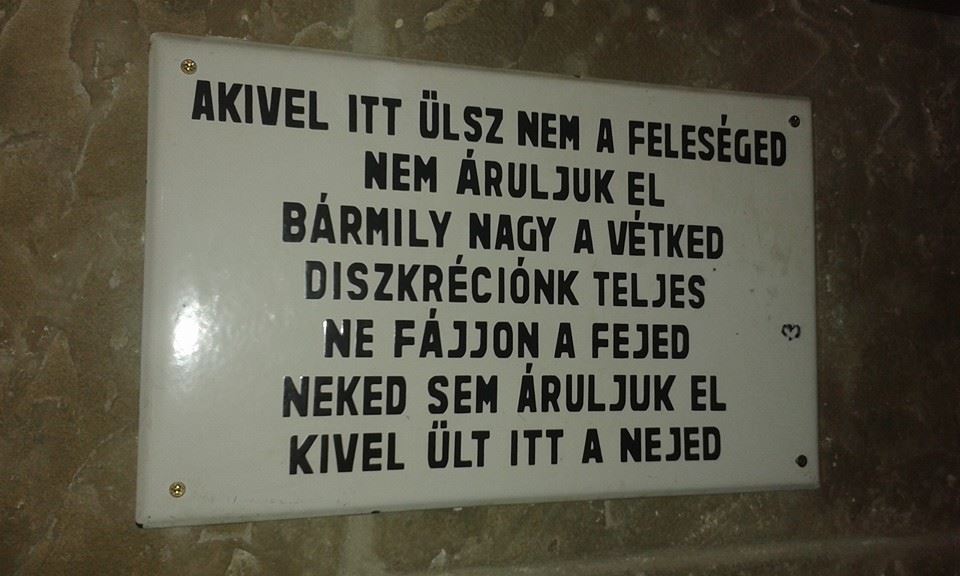 AKIVEL ITT ÜLSZ NEM A FELESÉGED
NEM ÁRULJUK EL
BÁRMILY NAGY A VÉTKED
DISZKRÉCIÓNK TELJES
NE FÁJJON A FEJED
NEKED SEM ÁRULJUK EL
KIVEL ÜLT ITT A NEJED